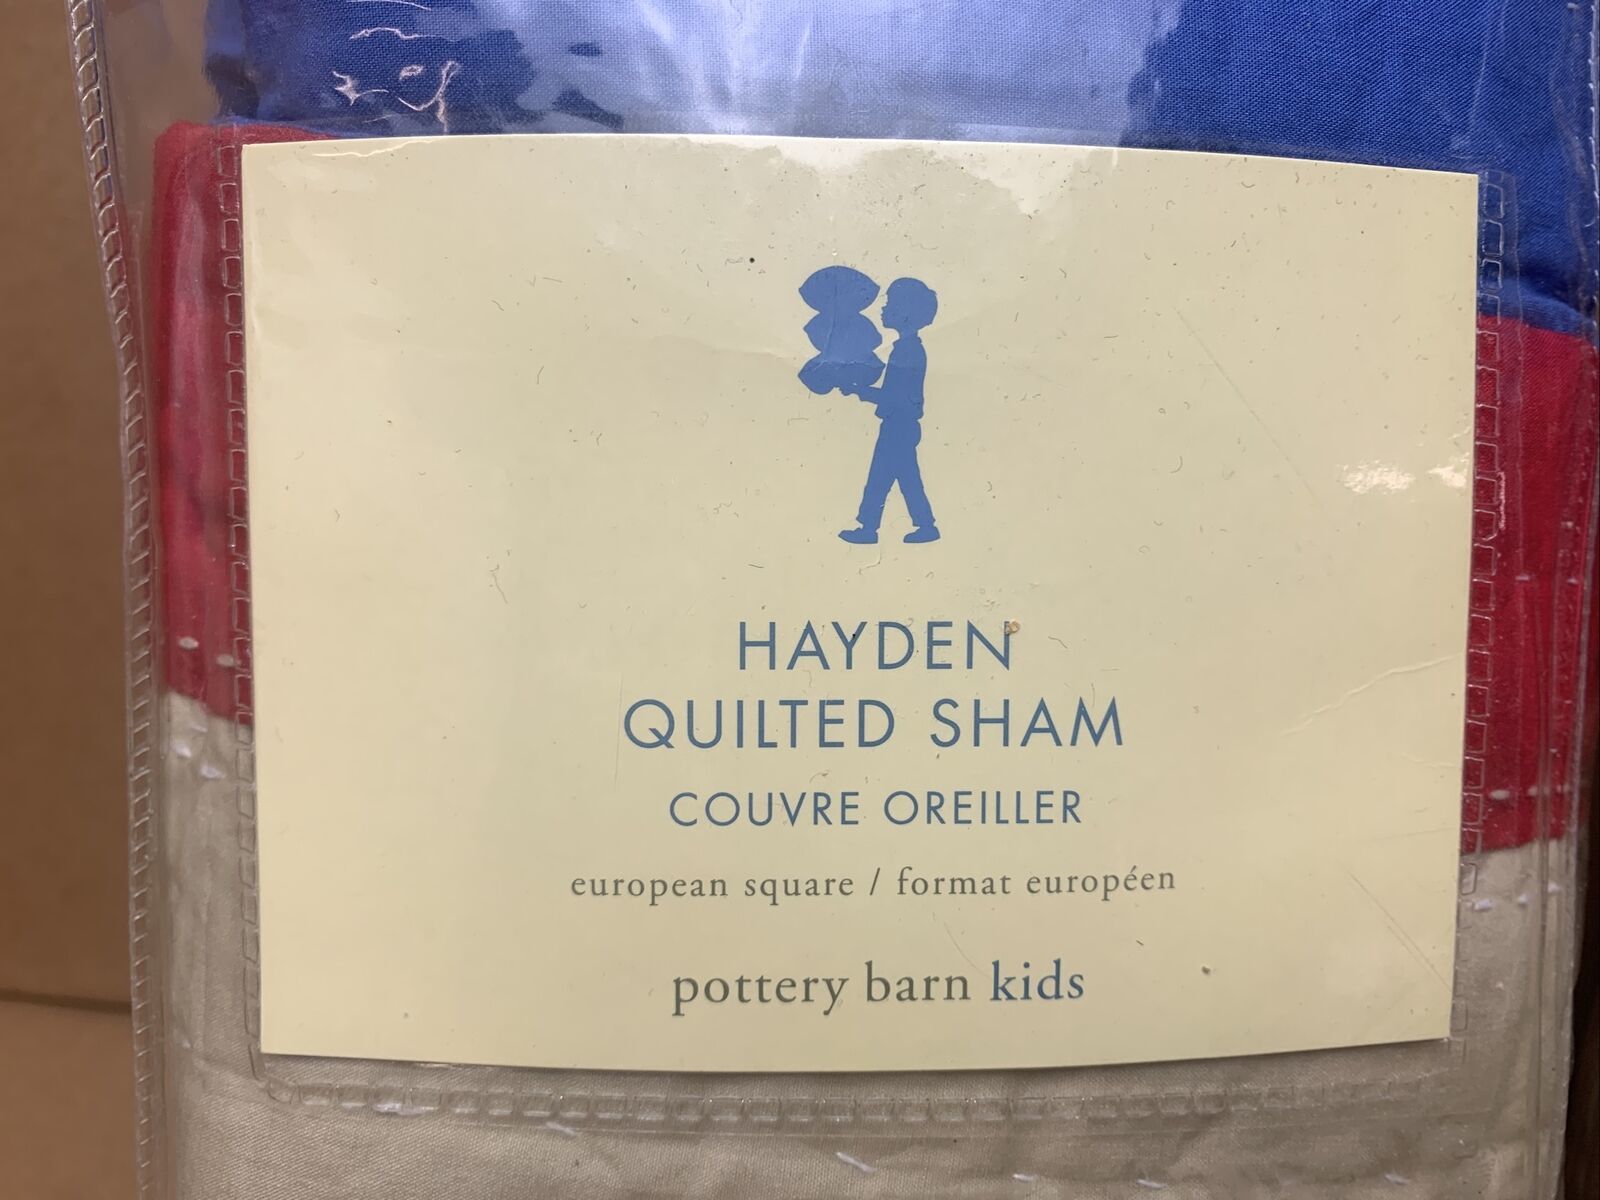 HAYDEN
QUILTED SHAM
COUVRE OREILLER
european square / format européen
pottery barn kids